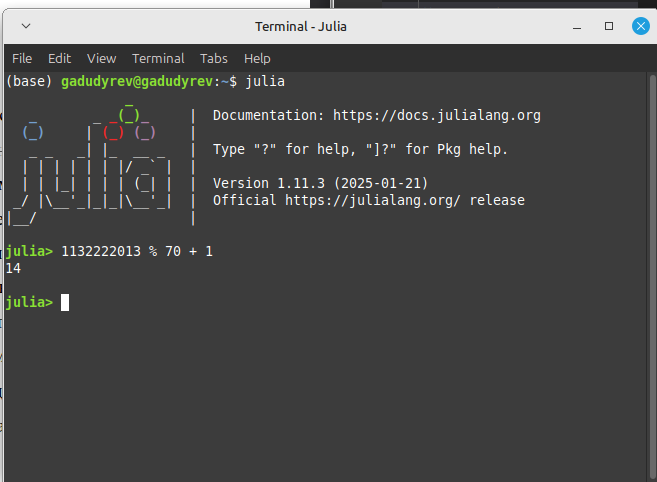 Terminal - Julia
File Edit View Terminal Tabs Help
(base) gadudyrev@gadudyrev:~$ julia
               _
   _       _ _(_)_     |  Documentation: https://docs.julialang.org
  (_)     | (_) (_)    |
   _ _   _| |_  __ _   |  Type "?" for help, "]?" for Pkg help.
  | | | | | | |/ _` |  |
  | | |_| | | | (_| |  |  Version 1.11.3 (2025-01-21)
 _/ |\__'_|_|_|\__'_|  |  Official https://julialang.org/ release
|__/                   |
julia> 1132222013 % 70 + 1
14
julia>